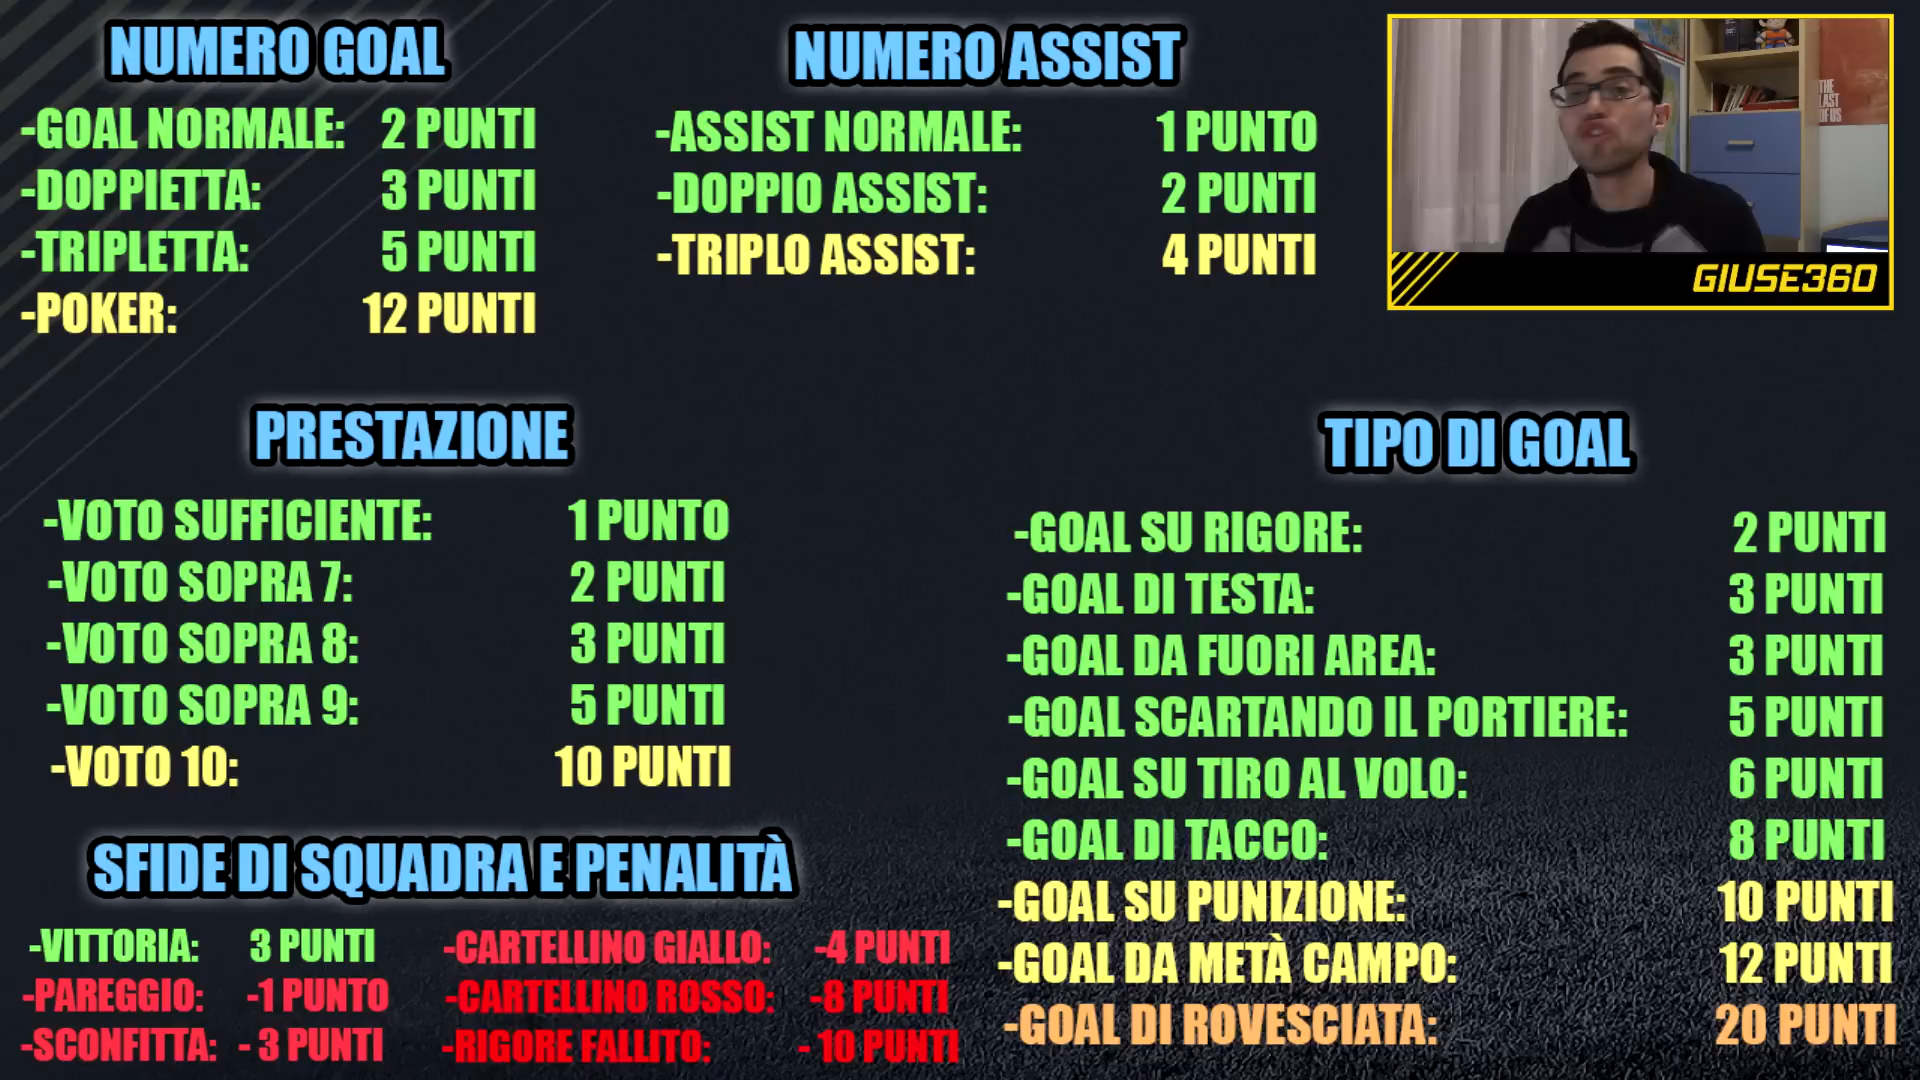 NUMERO GOAL
-GOAL NORMALE: 2 PUNTI
-DOPPIETTA: 3 PUNTI
-TRIPLETTA: 5 PUNTI
-POKER: 12 PUNTI
NUMERO ASSIST
-ASSIST NORMALE: 1 PUNTO
-DOPPIO ASSIST: 2 PUNTI
-TRIPLO ASSIST: 4 PUNTI
THE
LAST
OF US
GIUSE360
PRESTAZIONE
-VOTO SUFFICIENTE: 1 PUNTO
-VOTO SOPRA 7: 2 PUNTI
-VOTO SOPRA 8: 3 PUNTI
-VOTO SOPRA 9: 5 PUNTI
-VOTO 10: 10 PUNTI
TIPO DI GOAL
-GOAL SU RIGORE: 2 PUNTI
-GOAL DI TESTA: 3 PUNTI
-GOAL DA FUORI AREA: 3 PUNTI
-GOAL SCARTANDO IL PORTIERE: 5 PUNTI
-GOAL SU TIRO AL VOLO: 6 PUNTI
-GOAL DI TACCO: 8 PUNTI
-GOAL SU PUNIZIONE: 10 PUNTI
-GOAL DA METÀ CAMPO: 12 PUNTI
-GOAL DI ROVESCIATA: 20 PUNTI
SFIDE DI SQUADRA E PENALITÀ
-VITTORIA: 3 PUNTI
-PAREGGIO: -1 PUNTO
-SCONFITTA: - 3 PUNTI
-CARTELLINO GIALLO: -4 PUNTI
-CARTELLINO ROSSO: -8 PUNTI
-RIGORE FALLITO: - 10 PUNTI